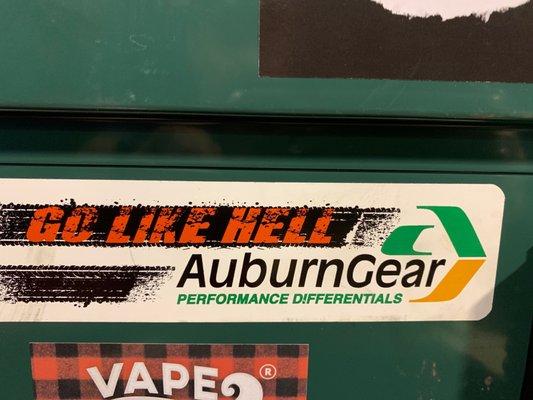 GO LIKE HELL
AuburnGear
PERFORMANCE DIFFERENTIALS
VAPE ®